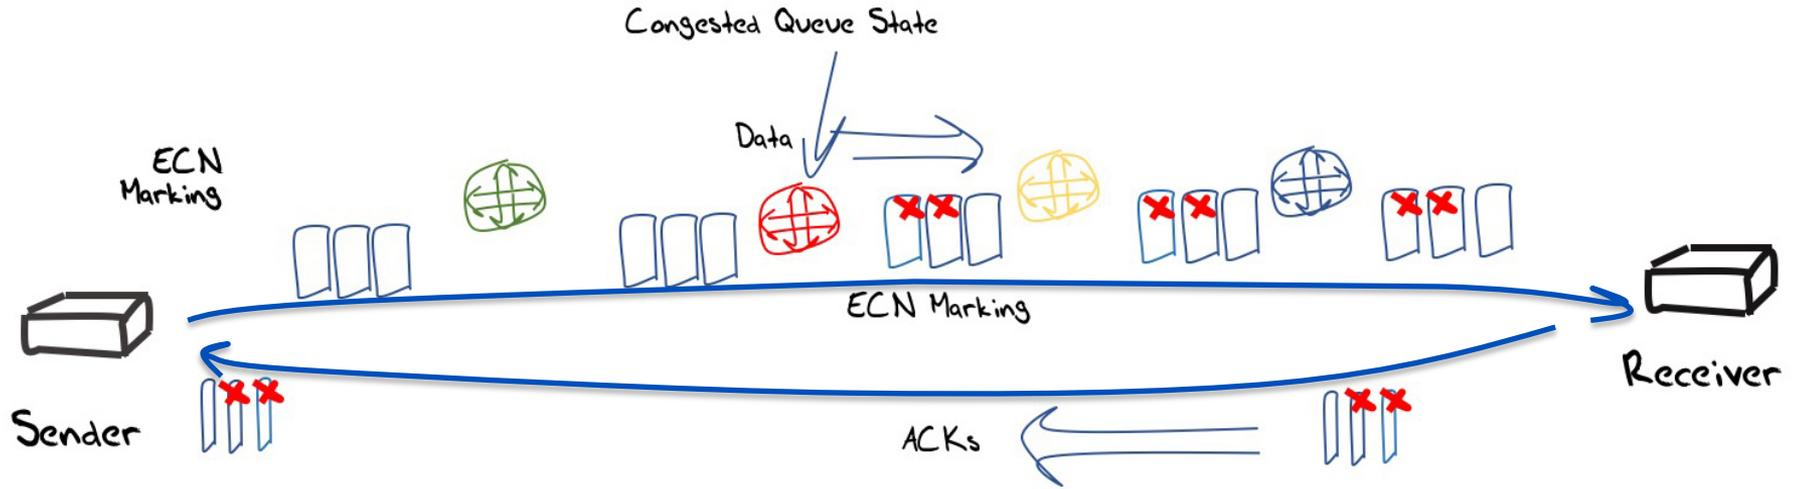 Congested Queue State
Data
ECN
Marking
ECN Marking
Receiver
Sender
ACKs